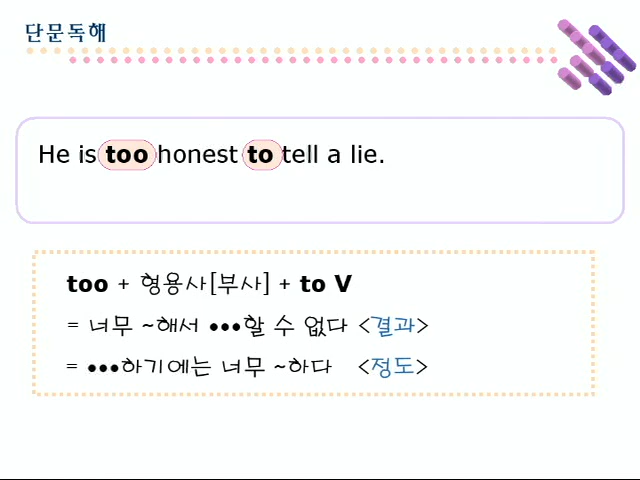 단문독해
He is too honest to tell a lie.
too + 형용사[부사] + to V
= 너무 ~해서 •••할 수 없다 <결과>
= •••하기에는 너무 ~하다 <정도>